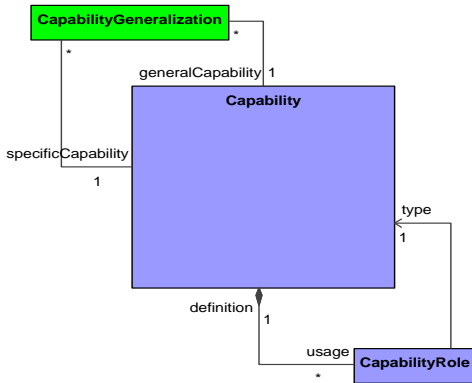 CapabilityGeneralization
*
*
generalCapability
1
Capability
specificCapability
1
type
1
definition
1
usage
*
CapabilityRole